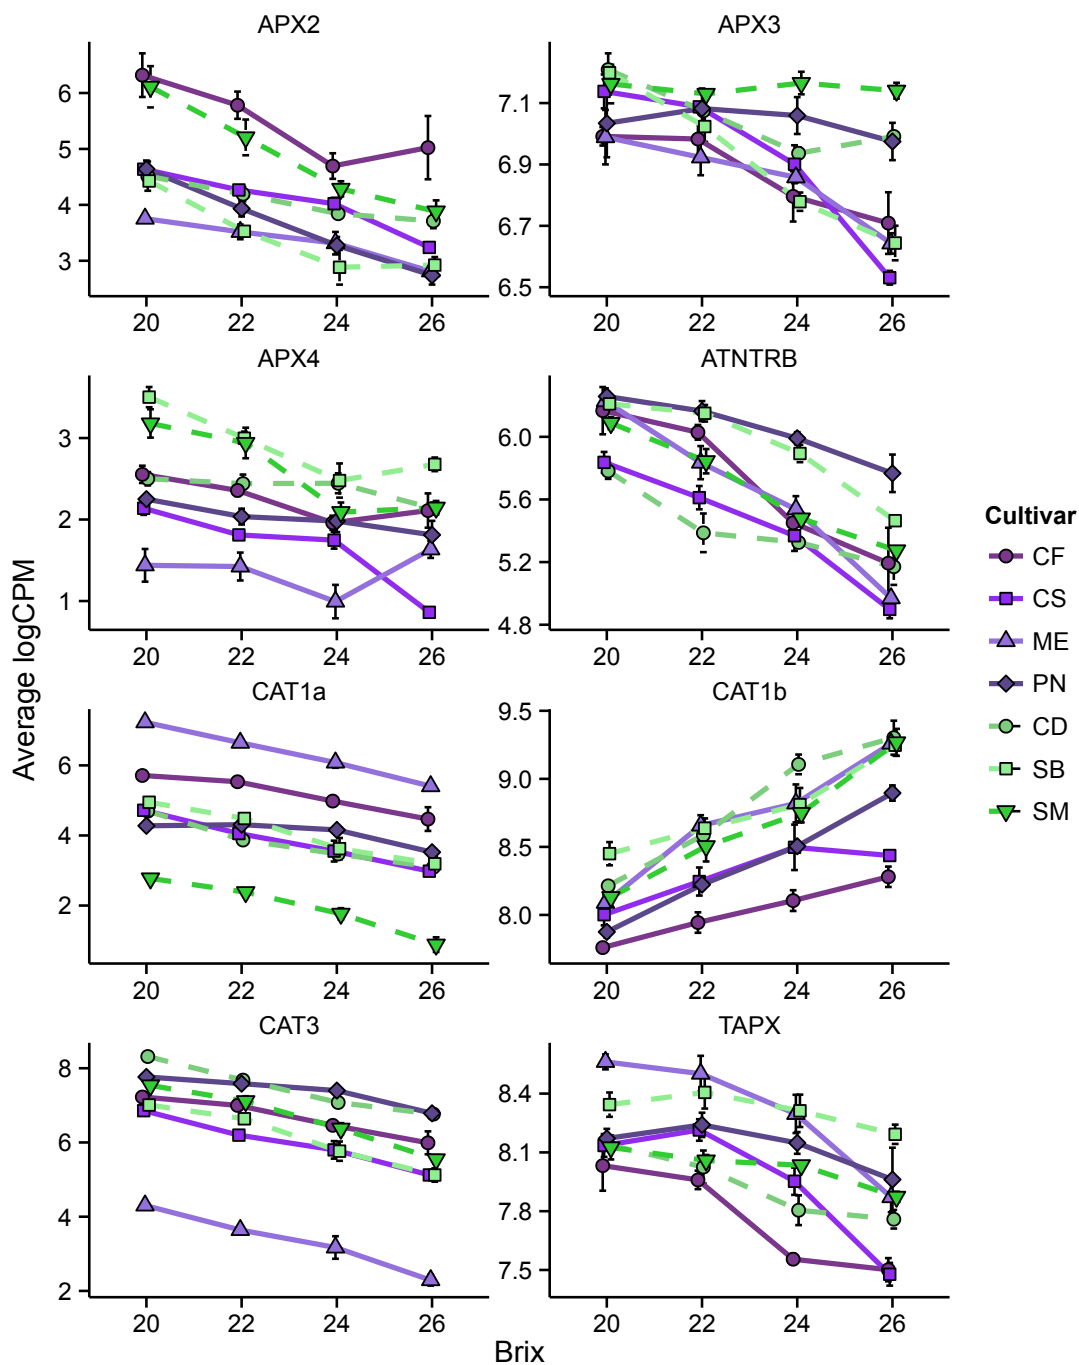 APX2
APX3
6
5
4
3
7.1
6.9
6.7
6.5
20 22 24 26
20 22 24 26
APX4
ATNTRB
3
2
1
6.0
5.6
5.2
4.8
20 22 24 26
20 22 24 26
CAT1a
CAT1b
6
4
2
9.5
9.0
8.5
8.0
20 22 24 26
20 22 24 26
CAT3
TAPX
8
6
4
2
8.4
8.1
7.8
7.5
20 22 24 26
20 22 24 26
Average logCPM
Brix
Cultivar
CF
CS
ME
PN
CD
SB
SM